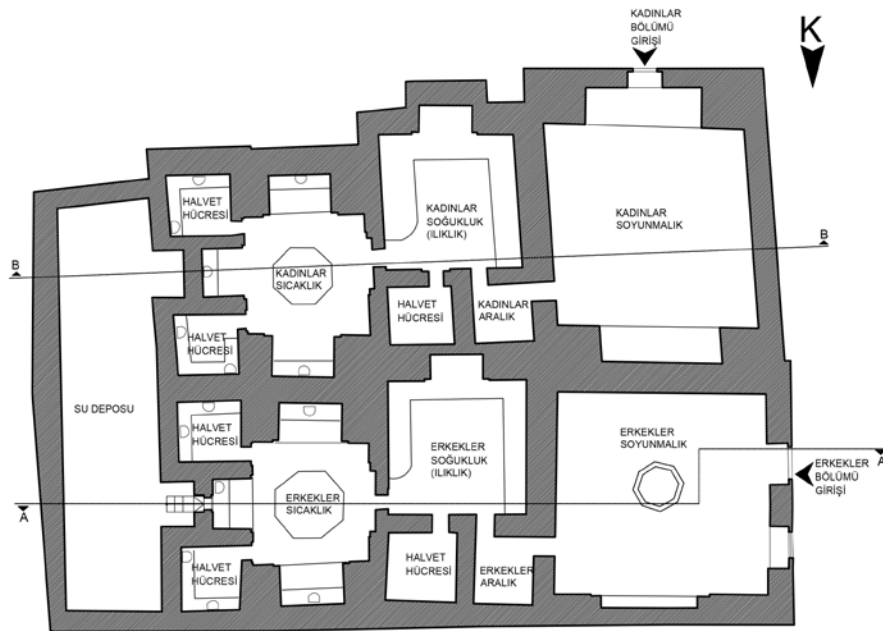 KADINLAR
BÖLÜMÜ
GİRİŞİ
K
HALVET
HÜCRESİ
KADINLAR
SOĞUKLUK
(ILIKLIK)
KADINLAR
SOYUNMALIK
B
B
KADINLAR
SICAKLIK
HALVET
HÜCRESİ
KADINLAR
ARALIK
HALVET
HÜCRESİ
SU DEPOSU
HALVET
HÜCRESİ
ERKEKLER
SOĞUKLUK
(ILIKLIK)
ERKEKLER
SOYUNMALIK
A
ERKEKLER
BÖLÜMÜ
GİRİŞİ
ERKEKLER
SICAKLIK
A
HALVET
HÜCRESİ
HALVET
HÜCRESİ
ERKEKLER
ARALIK